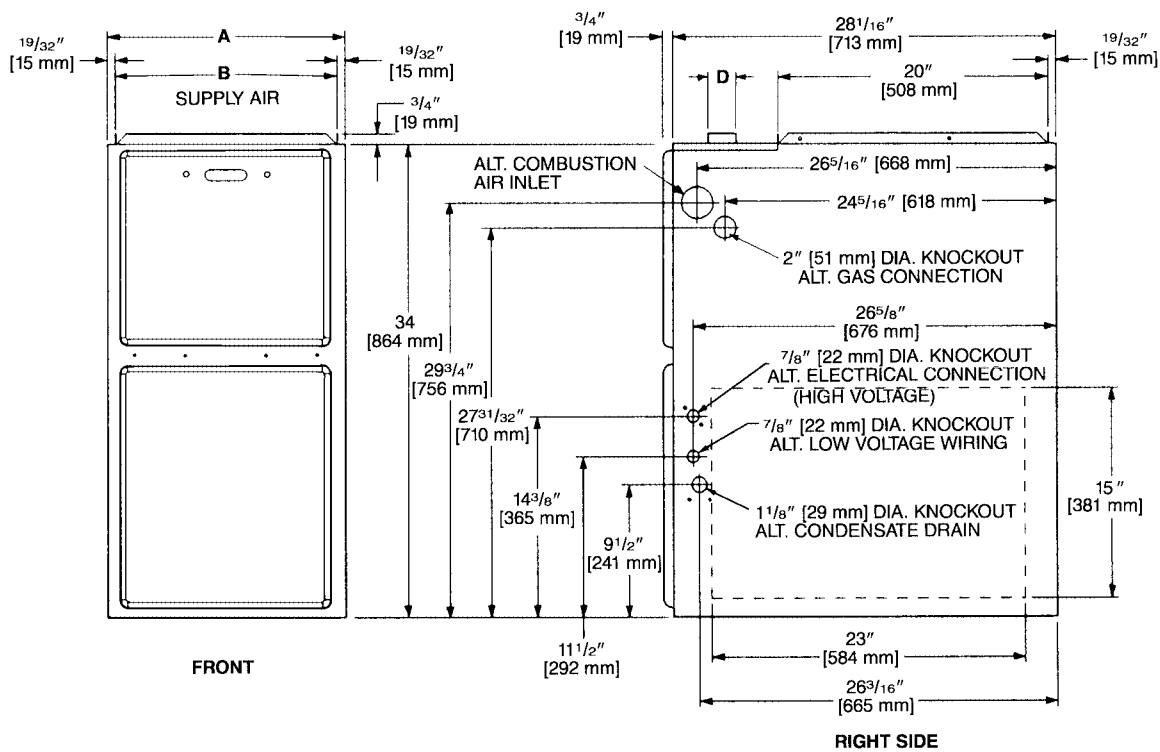 19/32″
[15 mm]
A
B
SUPPLY AIR
19/32″
[15 mm]
3/4″
[19 mm]
3/4″
[19 mm]
28 1/16″
[713 mm]
19/32″
[15 mm]
D
20″
[508 mm]
ALT. COMBUSTION
AIR INLET
26 5/16″ [668 mm]
24 5/16″ [618 mm]
2″ [51 mm] DIA. KNOCKOUT
ALT. GAS CONNECTION
34
[864 mm]
29 3/4″
[756 mm]
27 31/32″
[710 mm]
26 5/8″
[676 mm]
7/8″ [22 mm] DIA. KNOCKOUT
ALT. ELECTRICAL CONNECTION
(HIGH VOLTAGE)
7/8″ [22 mm] DIA. KNOCKOUT
ALT. LOW VOLTAGE WIRING
14 3/8″
[365 mm]
1 1/8″ [29 mm] DIA. KNOCKOUT
ALT. CONDENSATE DRAIN
15″
[381 mm]
9 1/2″
[241 mm]
11 1/2″
[292 mm]
23″
[584 mm]
26 3/16″
[665 mm]
FRONT
RIGHT SIDE